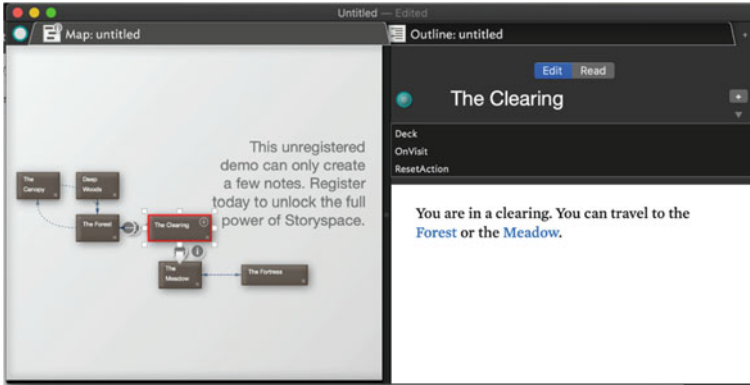 Untitled — Edited
Map: untitled
Outline: untitled
Edit Read
The Clearing
Deck
OnVisit
ResetAction
This unregistered
demo can only create
a few notes. Register
today to unlock the full
power of Storyspace.
The
Canopy
Deep
Woods
The Forest
The Clearing
The
Meadow
The Fortress
You are in a clearing. You can travel to the
Forest or the Meadow.